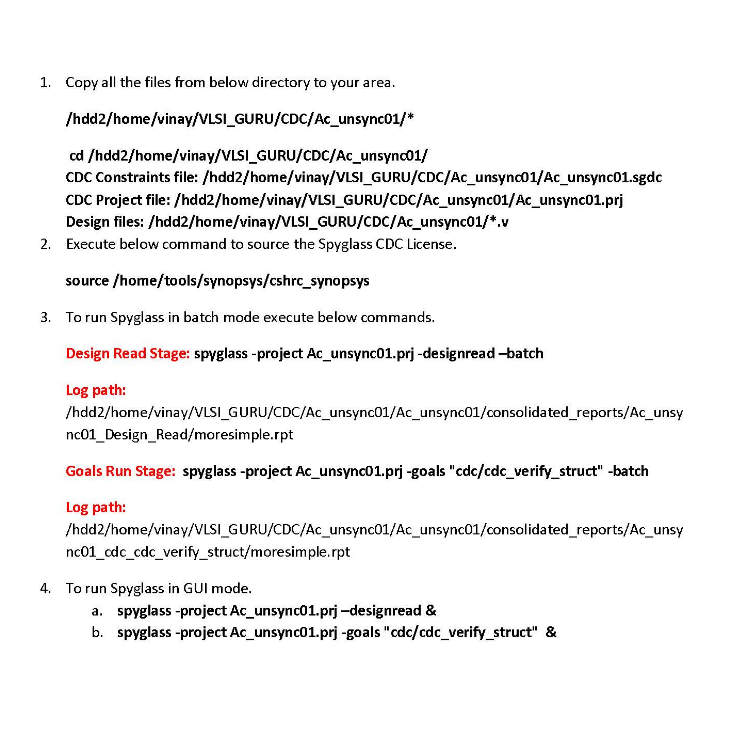 1. Copy all the files from below directory to your area.
/hdd2/home/vinay/VLSI_GURU/CDC/Ac_unsync01/*
cd /hdd2/home/vinay/VLSI_GURU/CDC/Ac_unsync01/
CDC Constraints file: /hdd2/home/vinay/VLSI_GURU/CDC/Ac_unsync01/Ac_unsync01.sgdc
CDC Project file: /hdd2/home/vinay/VLSI_GURU/CDC/Ac_unsync01/Ac_unsync01.prj
Design files: /hdd2/home/vinay/VLSI_GURU/CDC/Ac_unsync01/*.v
2. Execute below command to source the Spyglass CDC License.
source /home/tools/synopsys/cshrc_synopsys
3. To run Spyglass in batch mode execute below commands.
Design Read Stage: spyglass -project Ac_unsync01.prj -designread –batch
Log path:
/hdd2/home/vinay/VLSI_GURU/CDC/Ac_unsync01/Ac_unsync01/consolidated_reports/Ac_unsy
nc01_Design_Read/moresimple.rpt
Goals Run Stage: spyglass -project Ac_unsync01.prj -goals "cdc/cdc_verify_struct" -batch
Log path:
/hdd2/home/vinay/VLSI_GURU/CDC/Ac_unsync01/Ac_unsync01/consolidated_reports/Ac_unsy
nc01_cdc_cdc_verify_struct/moresimple.rpt
4. To run Spyglass in GUI mode.
a. spyglass -project Ac_unsync01.prj –designread &
b. spyglass -project Ac_unsync01.prj -goals "cdc/cdc_verify_struct" &